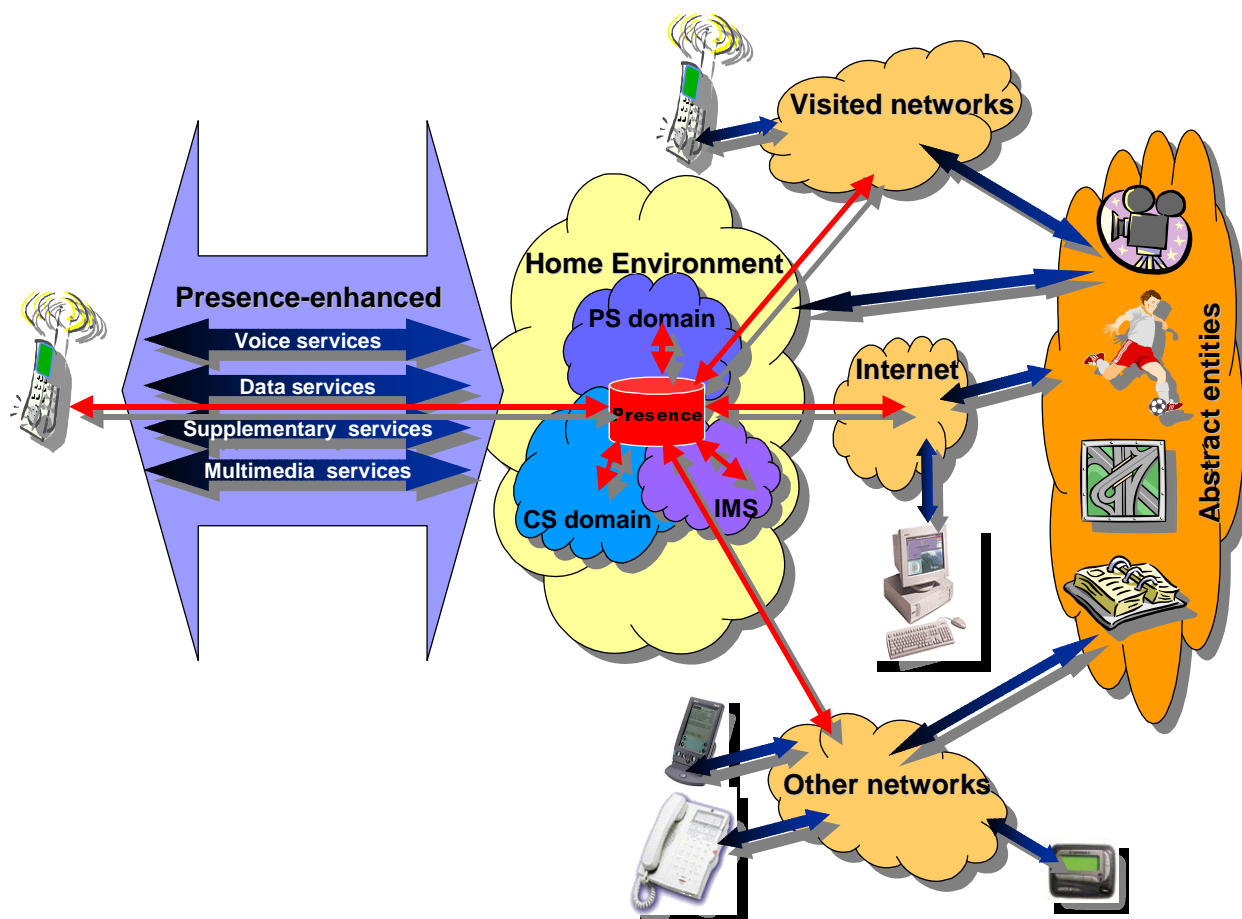 Visited networks
Home Environment
Presence-enhanced
PS domain
Voice services
Internet
Data services
Presence
Supplementary services
Multimedia services
CS domain
IMS
Abstract entities
Other networks